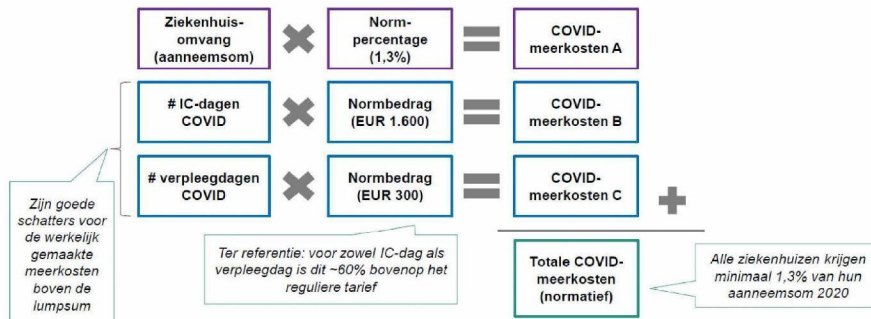 Ziekenhuis-
omvang
(aanneemsom)
Norm-
percentage
(1,3%)
COVID-
meerkosten A
# IC-dagen
COVID
Normbedrag
(EUR 1.600)
COVID-
meerkosten B
# verpleegdagen
COVID
Normbedrag
(EUR 300)
COVID-
meerkosten C
Zijn goede
schatters voor
de werkelijk
gemaakte
meerkosten
boven de
lumpsum
Ter referentie: voor zowel IC-dag als
verpleegdag is dit ~60% bovenop het
reguliere tarief
Totale COVID-
meerkosten
(normatief)
Alle ziekenhuizen krijgen
minimaal 1,3% van hun
aanneemsom 2020